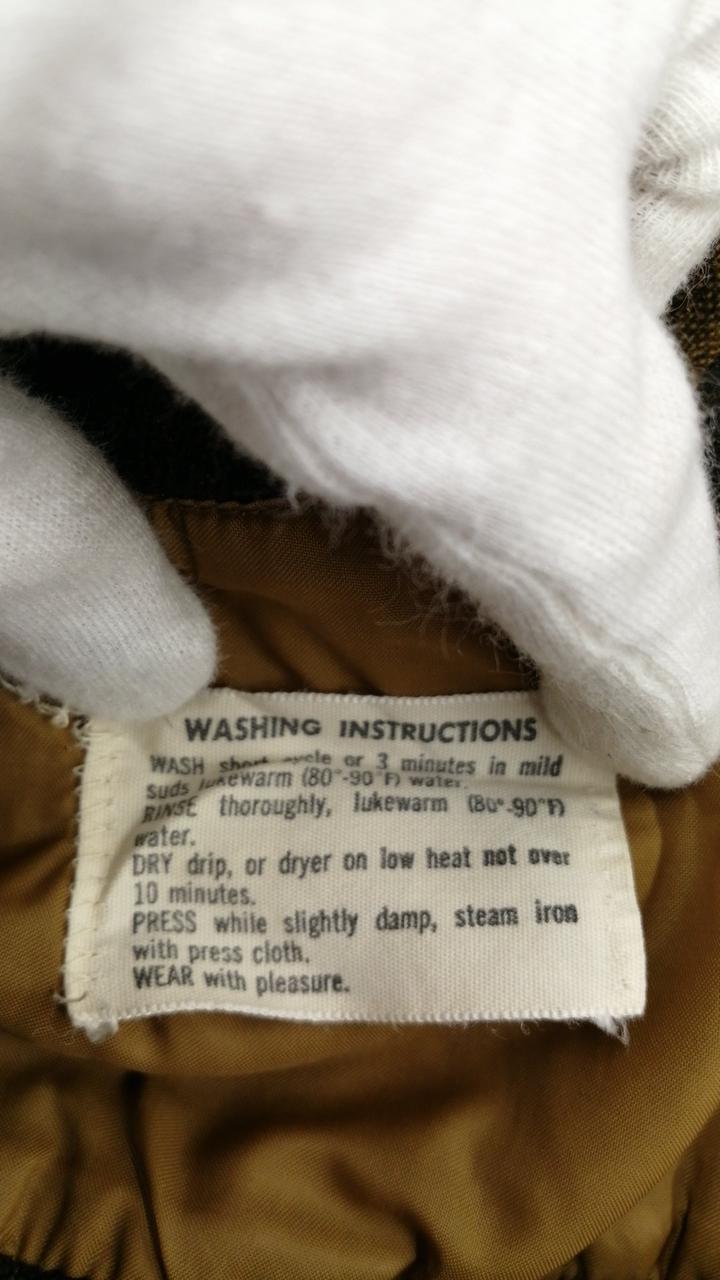 WASHING INSTRUCTIONS
WASH short cycle or 3 minutes in mild
suds lukewarm (80°-90°F) water.
RINSE thoroughly, lukewarm (80°-90°F)
water.
DRY drip, or dryer on low heat not over
10 minutes.
PRESS while slightly damp, steam iron
with press cloth.
WEAR with pleasure.